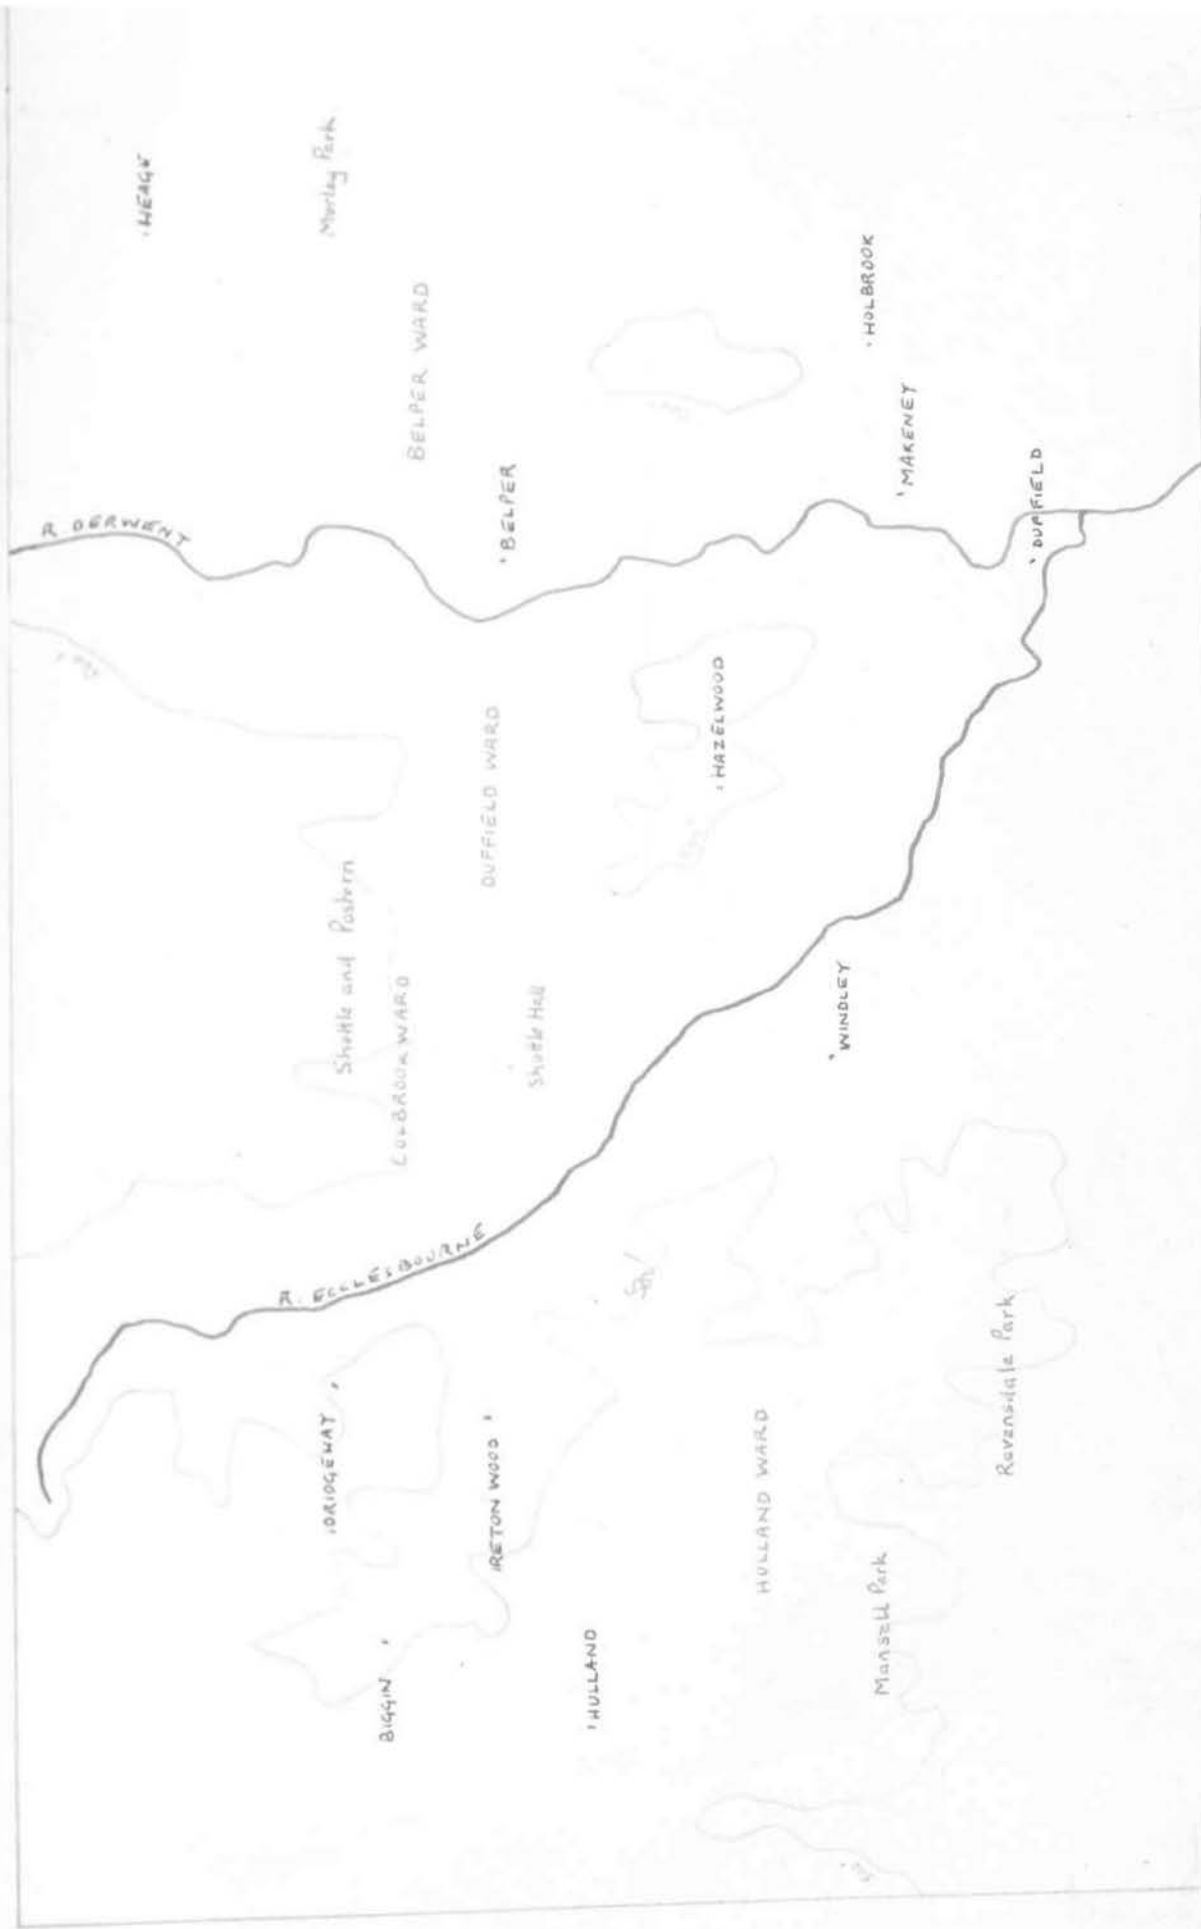 HEAGE
Morley Park
BELPER WARD
R. DERWENT
BELPER
HOLBROOK
MAKENEY
DUFFIELD
DUFFIELD WARD
HAZELWOOD
Shottle and Postern
COLBROOK WARD
Shottle Hall
WINDLEY
R. ECCLESBOURNE
IDRIDGEWAY
IRETON WOOD
BIGGIN
HULLAND
HULLAND WARD
Mansell Park
Ravensdale Park